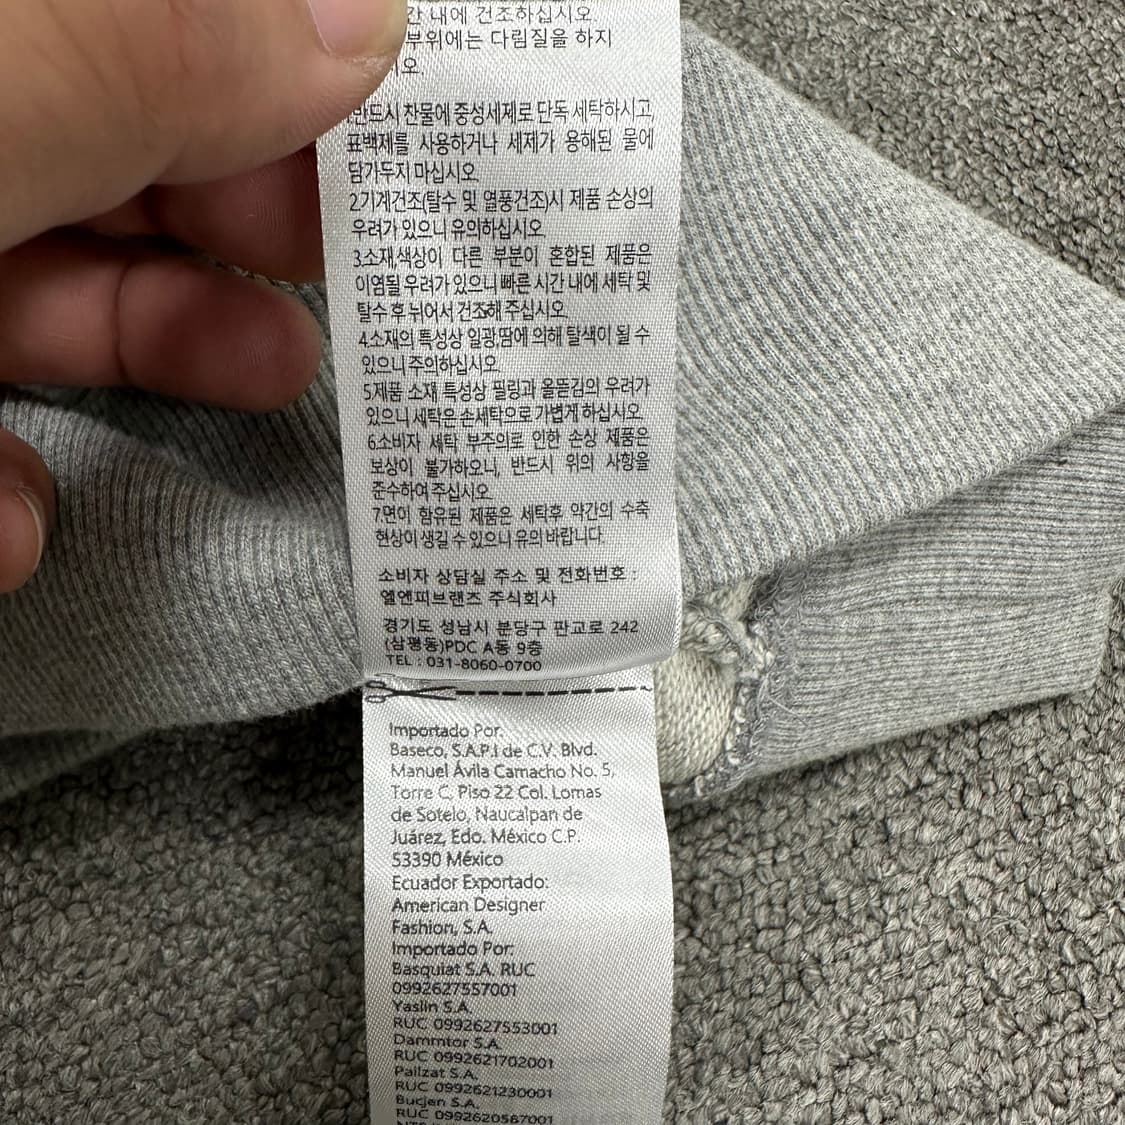 간 내에 건조하십시오.
부위에는 다림질을 하지
오.
반드시 찬물에 중성세제로 단독 세탁하시고,
표백제를 사용하거나 세제가 용해된 물에
담가두지 마십시오
2.기계건조(탈수 및 열풍건조)시 제품 손상의
우려가 있으니 유의하십시오
3.소재,색상이 다른 부분이 혼합된 제품은
이염될 우려가 있으니 빠른 시간 내에 세탁 및
탈수 후 뉘어서 건조해 주십시오.
4.소재의 특성상 일광,땀에 의해 탈색이 될 수
있으니 주의하십시오
5.제품 소재 특성상 필링과 올뜯김의 우려가
있으니 세탁은 손세탁으로 가볍게 하십시오.
6.소비자 세탁 부주의로 인한 손상 제품은
보상이 불가하오니, 반드시 위의 사항을
준수하여 주십시오.
7.면이 함유된 제품은 세탁후 약간의 수축
현상이 생길 수 있으니 유의 바랍니다.
소비자 상담실 주소 및 전화번호 :
엘엔피브랜즈 주식회사
경기도 성남시 분당구 판교로 242
(삼평동)PDC A동 9층
TEL : 031-8060-0700
Importado Por:
Baseco, S.A.P.I de C.V. Blvd.
Manuel Ávila Camacho No. 5,
Torre C, Piso 22 Col. Lomas
de Sotelo, Naucalpan de
Juárez, Edo. México C.P.
53390 México
Ecuador Exportado:
American Designer
Fashion, S.A.
Importado Por:
Basquiat S.A. RUC
0992627557001
Yaslin S.A.
RUC 0992627553001
Dammtor S.A.
RUC 0992621702001
Pailzat S.A.
RUC 0992621230001
Bucjen S.A.
RUC 0992620567001